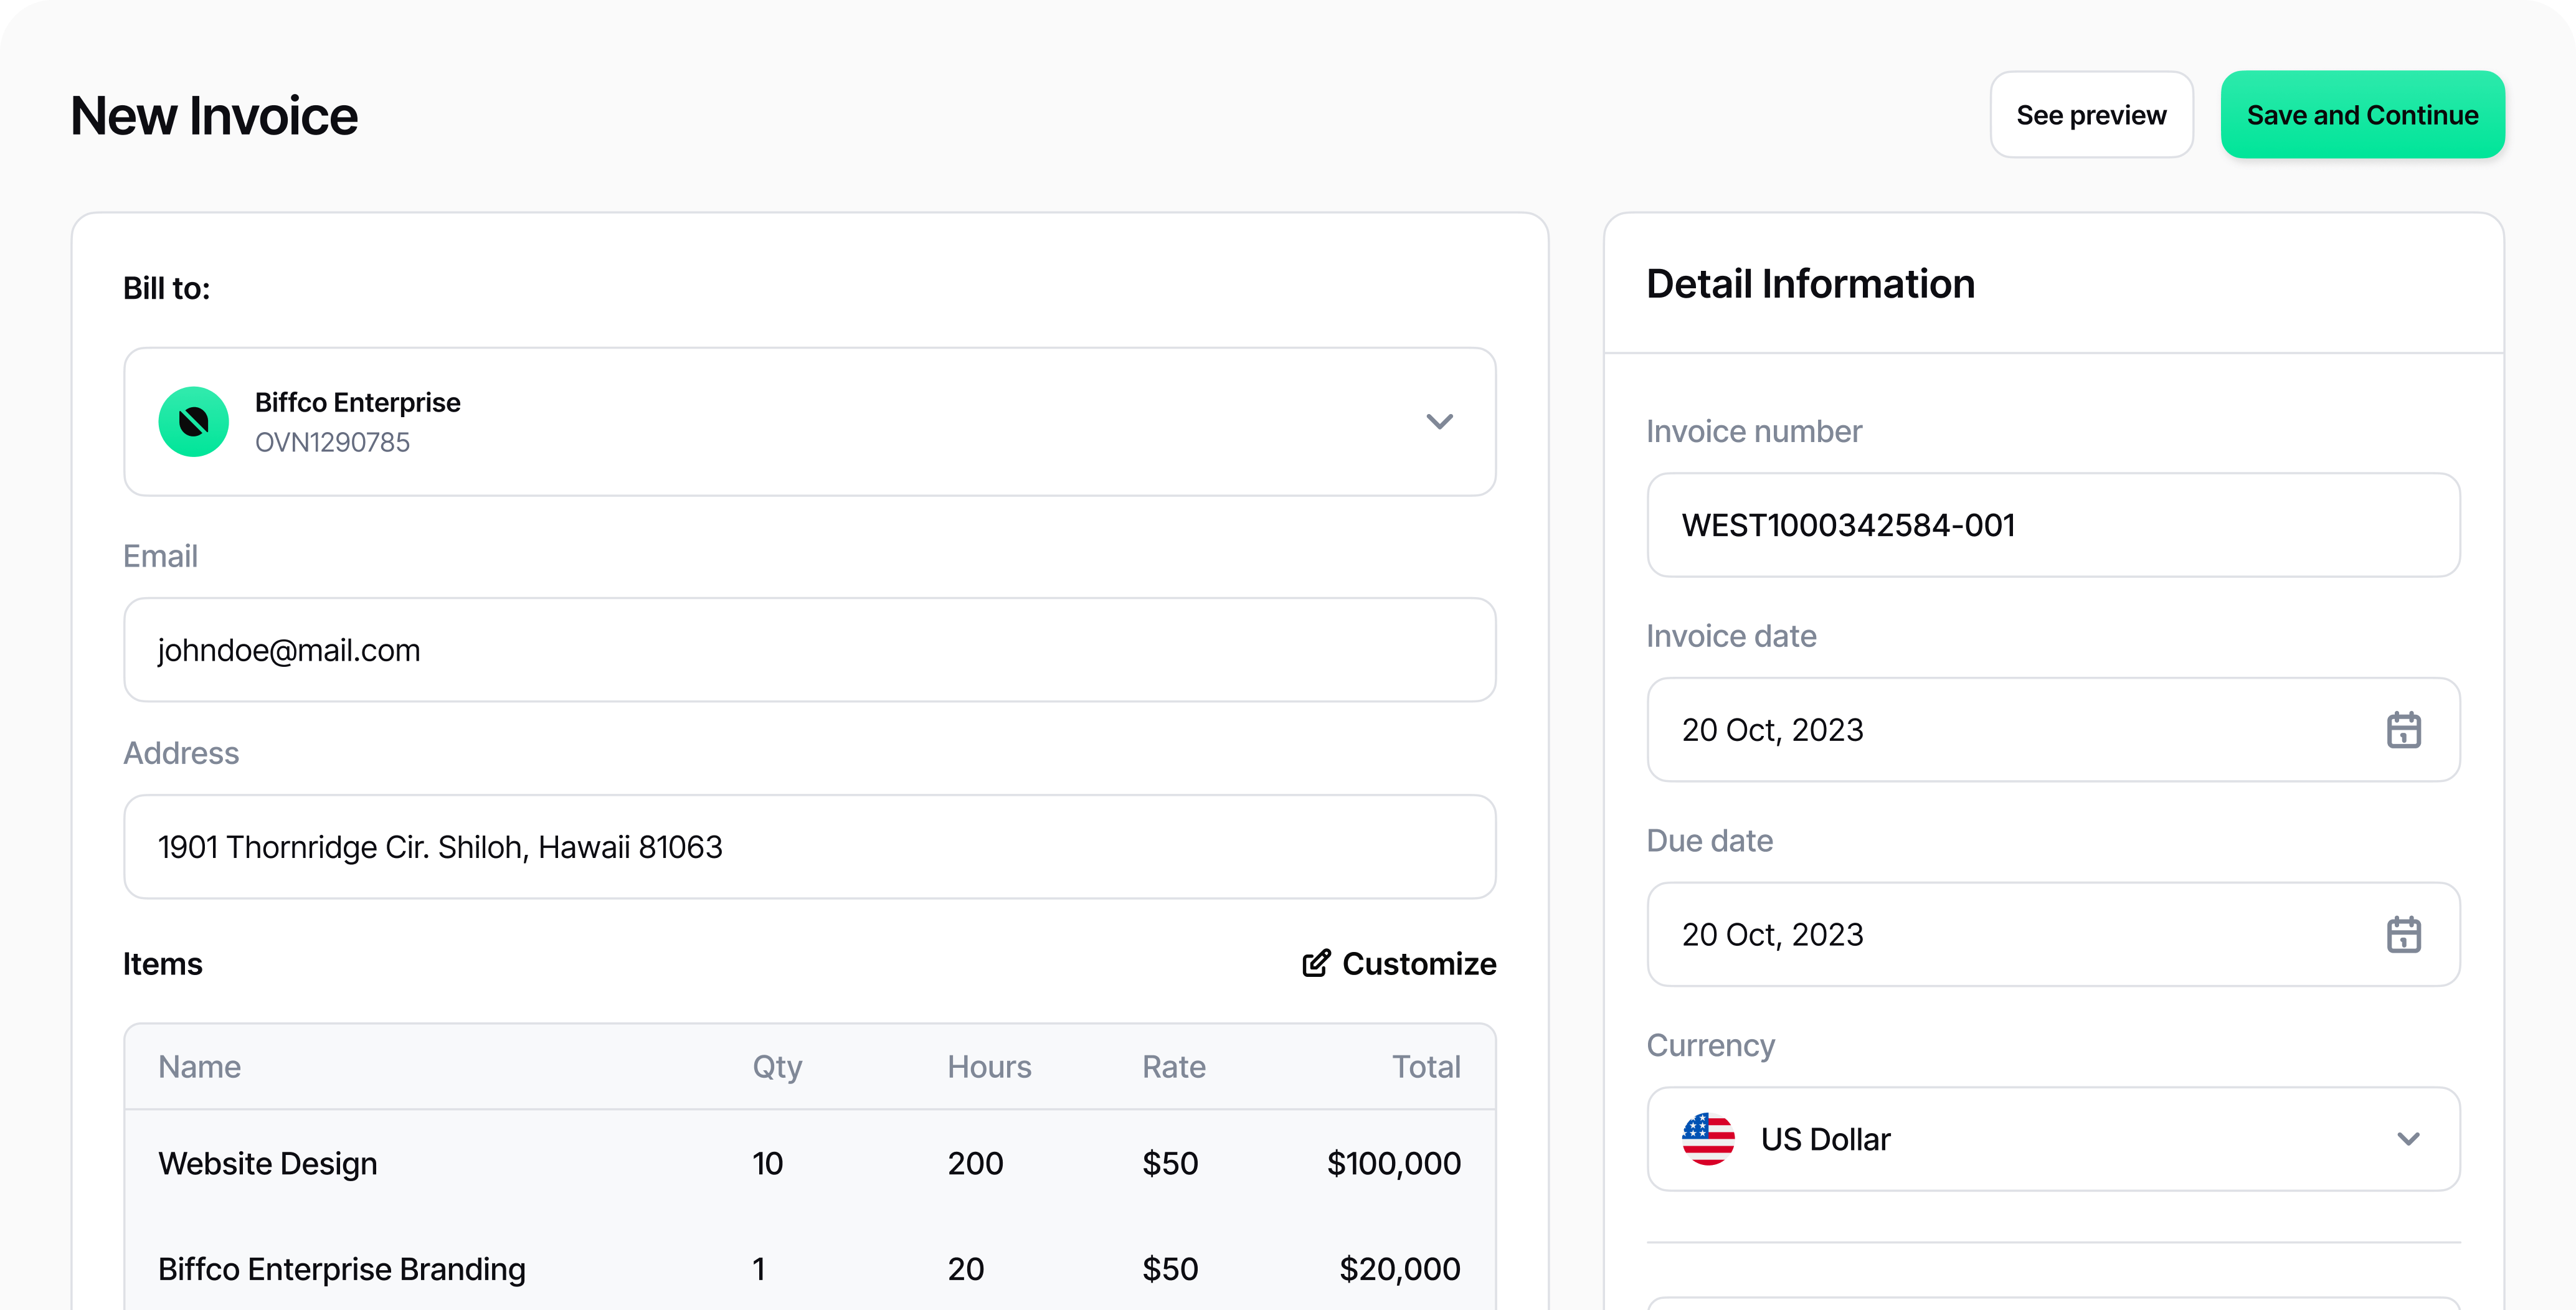 New Invoice
See preview
Save and Continue
Bill to:
Biffco Enterprise
OVN1290785
Email
johndoe@mail.com
Address
1901 Thornridge Cir. Shiloh, Hawaii 81063
Items
Customize
Name Qty Hours Rate Total
Website Design 10 200 $50 $100,000
Biffco Enterprise Branding 1 20 $50 $20,000
Detail Information
Invoice number
WEST1000342584-001
Invoice date
20 Oct, 2023
Due date
20 Oct, 2023
Currency
US Dollar